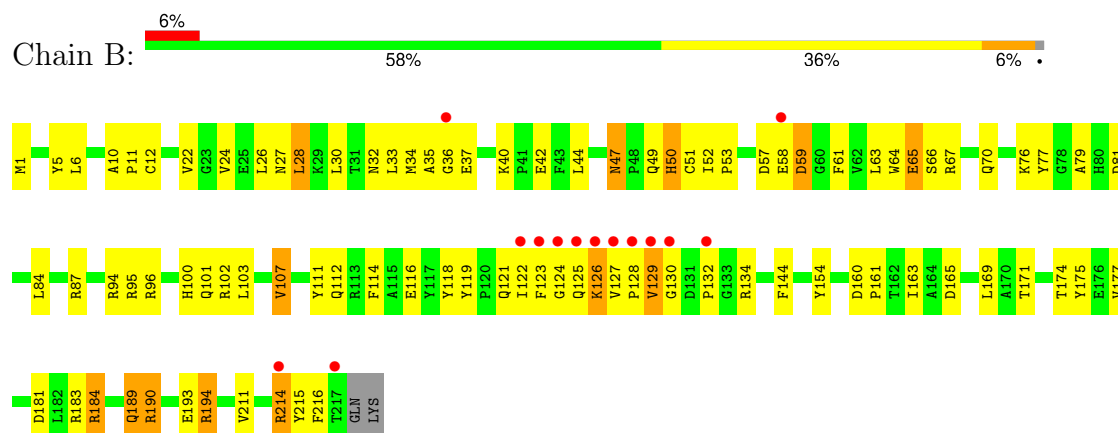 6%
Chain B:
58% 36% 6% •
M1 Y5 L6 A10 P11 C12 V22 G23 V24 E25 L26 N27 L28 K29 L30 T31 N32 L33 M34 A35 G36 E37 K40 P41 E42 F43 L44 N47 P48 Q49 H50 C51 I52 P53 D57 E58 D59 G60 F61 V62 L63 W64 E65 S66 R67 Q70 K76 Y77 G78 A79 H80 D81
L84 R87 R94 R95 R96 H100 Q101 R102 L103 V107 Y111 Q112 R113 F114 A115 E116 Y117 Y118 Y119 P120 Q121 I122 F123 G124 Q125 K126 V127 P128 V129 G130 D131 P132 G133 R134 F144 Y154 D160 P161 T162 I163 A164 D165 L169 A170 T171 T174 Y175 E176
D181 L182 R183 R184 Q189 R190 E193 R194 V211 R214 Y215 F216 T217 GLN LYS